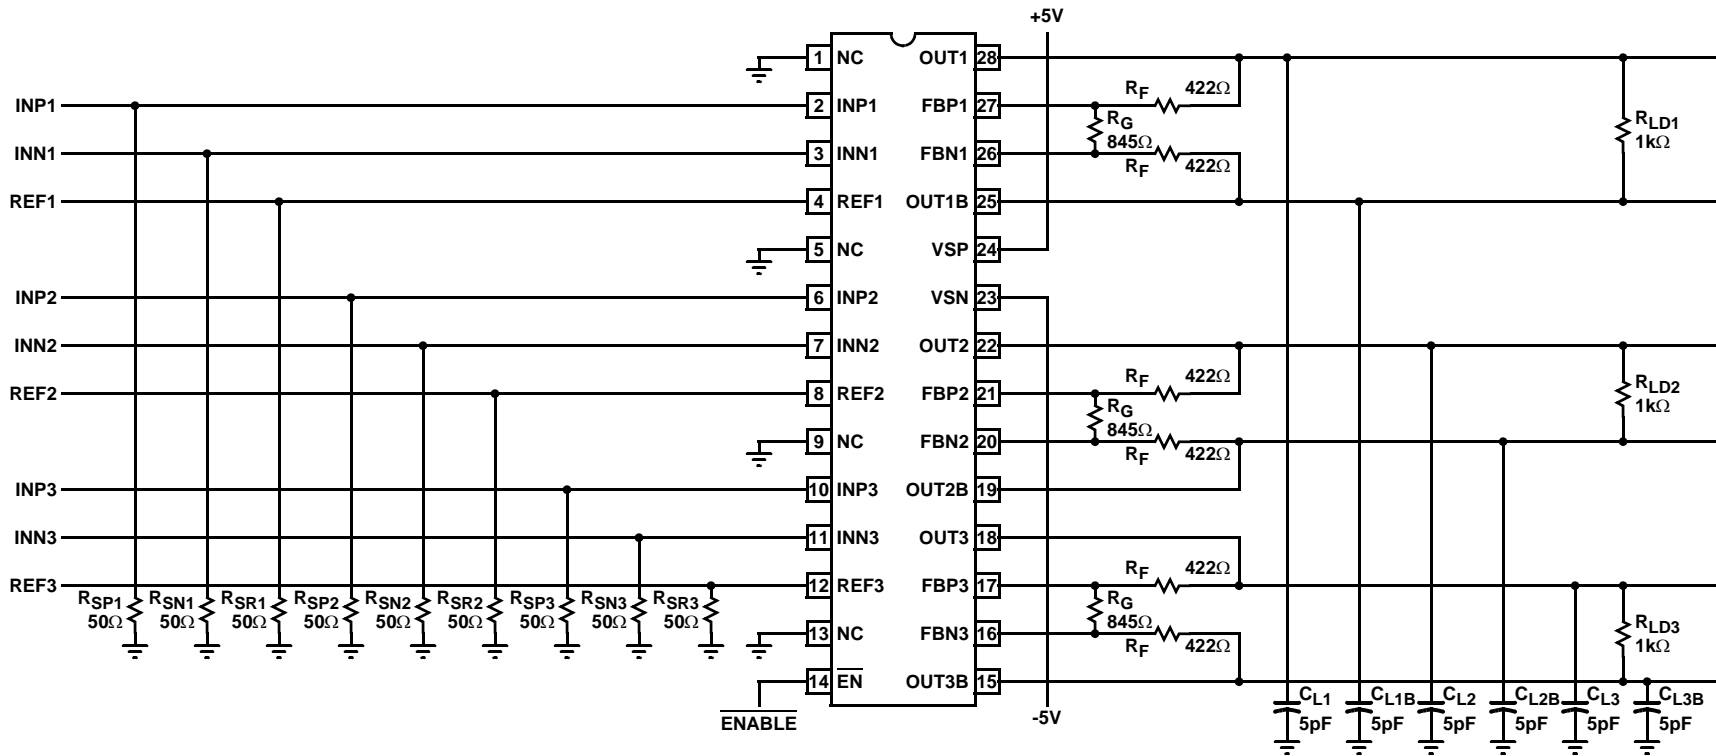 +5V
1 NC OUT1 28
RF 422Ω
INP1 2 INP1 FBP1 27
RG
845Ω
RLD1
1kΩ
INN1 3 INN1 FBN1 26
RF 422Ω
REF1 4 REF1 OUT1B 25
5 NC VSP 24
INP2 6 INP2 VSN 23
INN2 7 INN2 OUT2 22
RF 422Ω
RLD2
1kΩ
REF2 8 REF2 FBP2 21
RG
845Ω
9 NC FBN2 20
RF 422Ω
INP3 10 INP3 OUT2B 19
INN3 11 INN3 OUT3 18
RF 422Ω
REF3 12 REF3 FBP3 17
RSP1 RSN1 RSR1 RSP2 RSN2 RSR2 RSP3 RSN3 RSR3
50Ω 50Ω 50Ω 50Ω 50Ω 50Ω 50Ω 50Ω 50Ω
RG
845Ω
RLD3
1kΩ
13 NC FBN3 16
RF 422Ω
14 EN OUT3B 15
ENABLE
-5V
CL1 CL1B CL2 CL2B CL3 CL3B
5pF 5pF 5pF 5pF 5pF 5pF